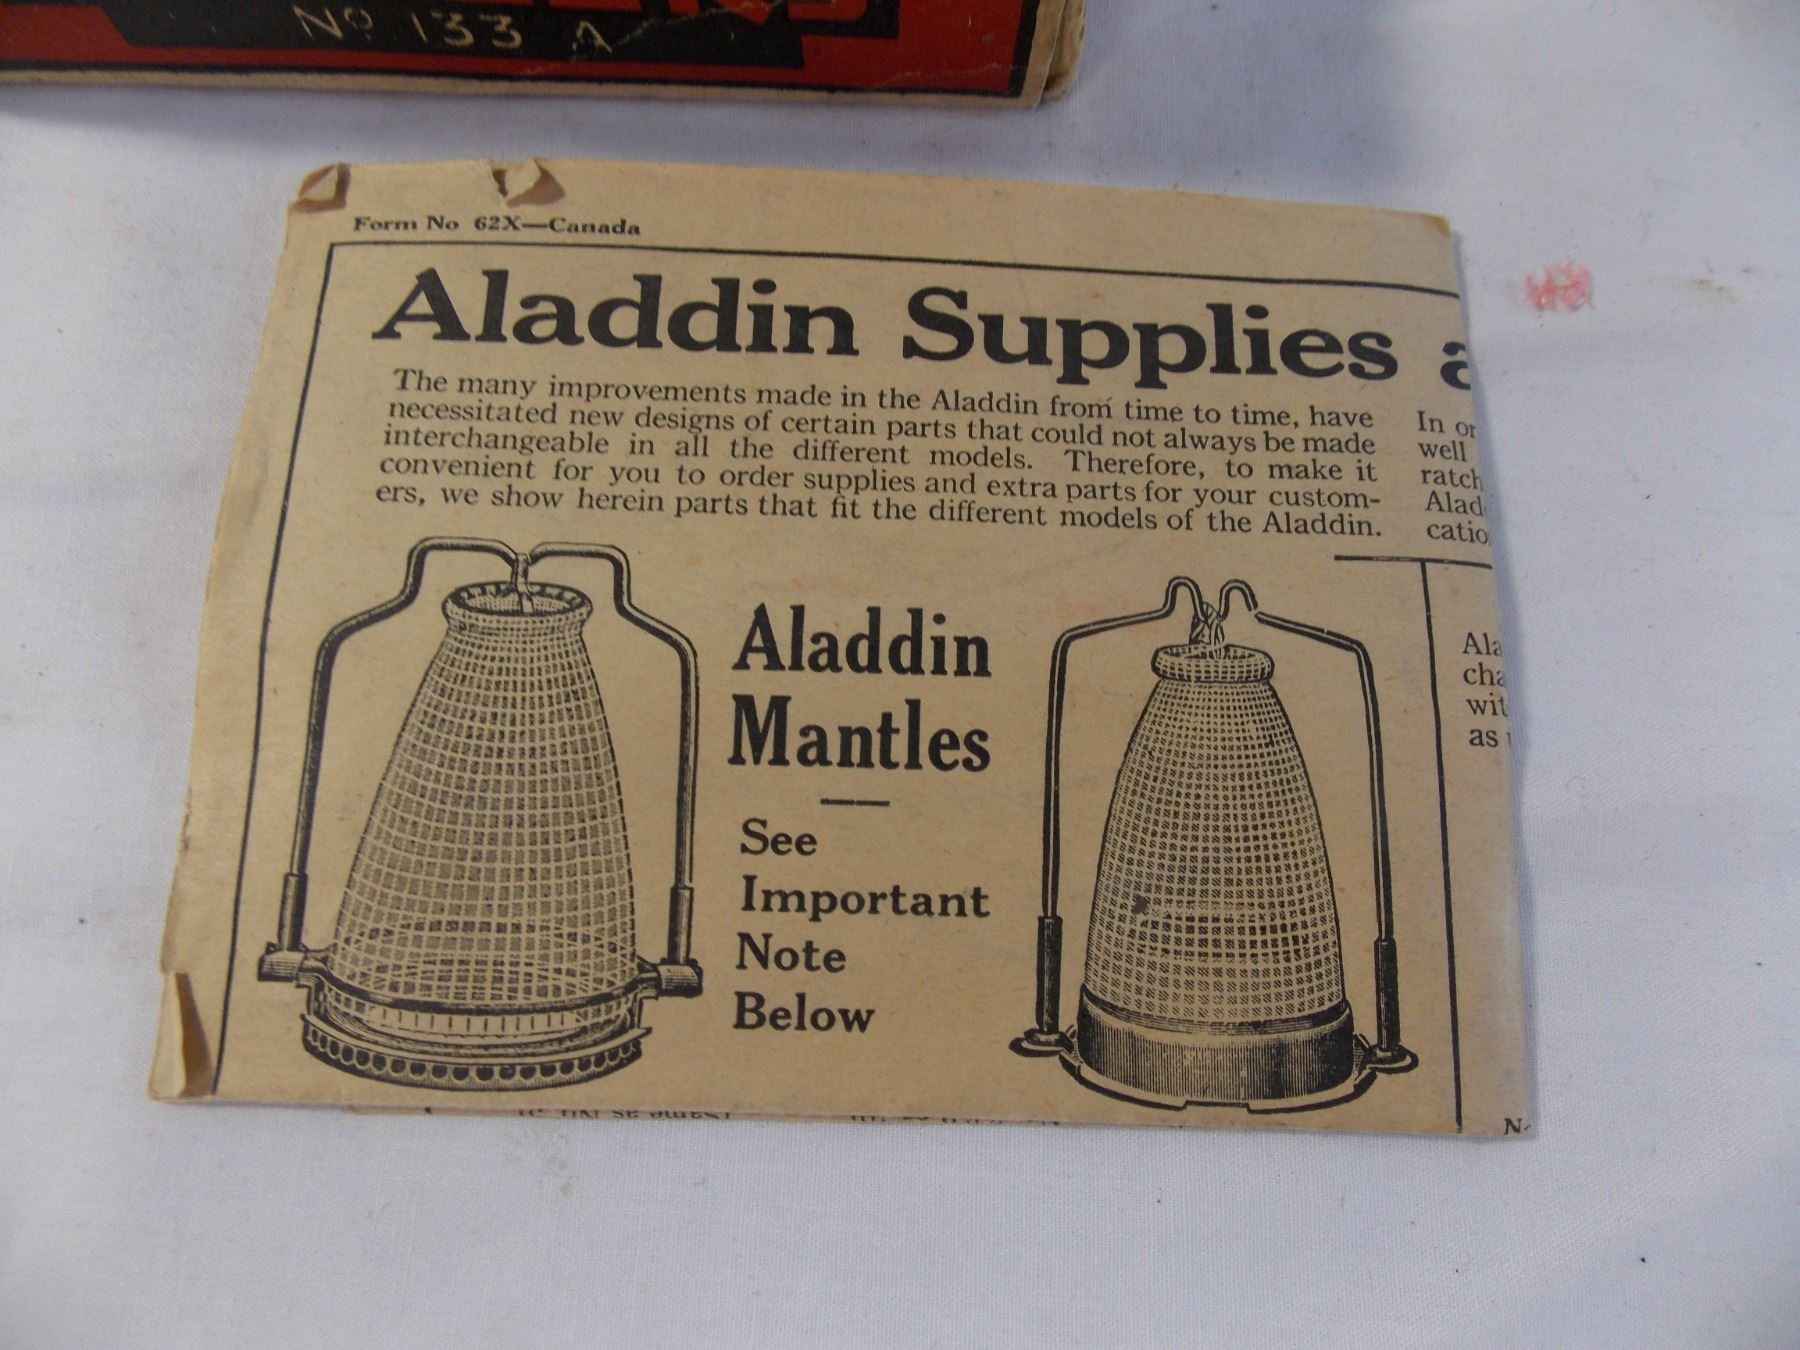 No 133 A
Form No 62X—Canada
Aladdin Supplies
The many improvements made in the Aladdin from time to time, have
necessitated new designs of certain parts that could not always be made
interchangeable in all the different models. Therefore, to make it
convenient for you to order supplies and extra parts for your custom-
ers, we show herein parts that fit the different models of the Aladdin.
In or
well
ratch
Alad
catio
Aladdin
Mantles
See
Important
Note
Below
Ala
cha
wit
as